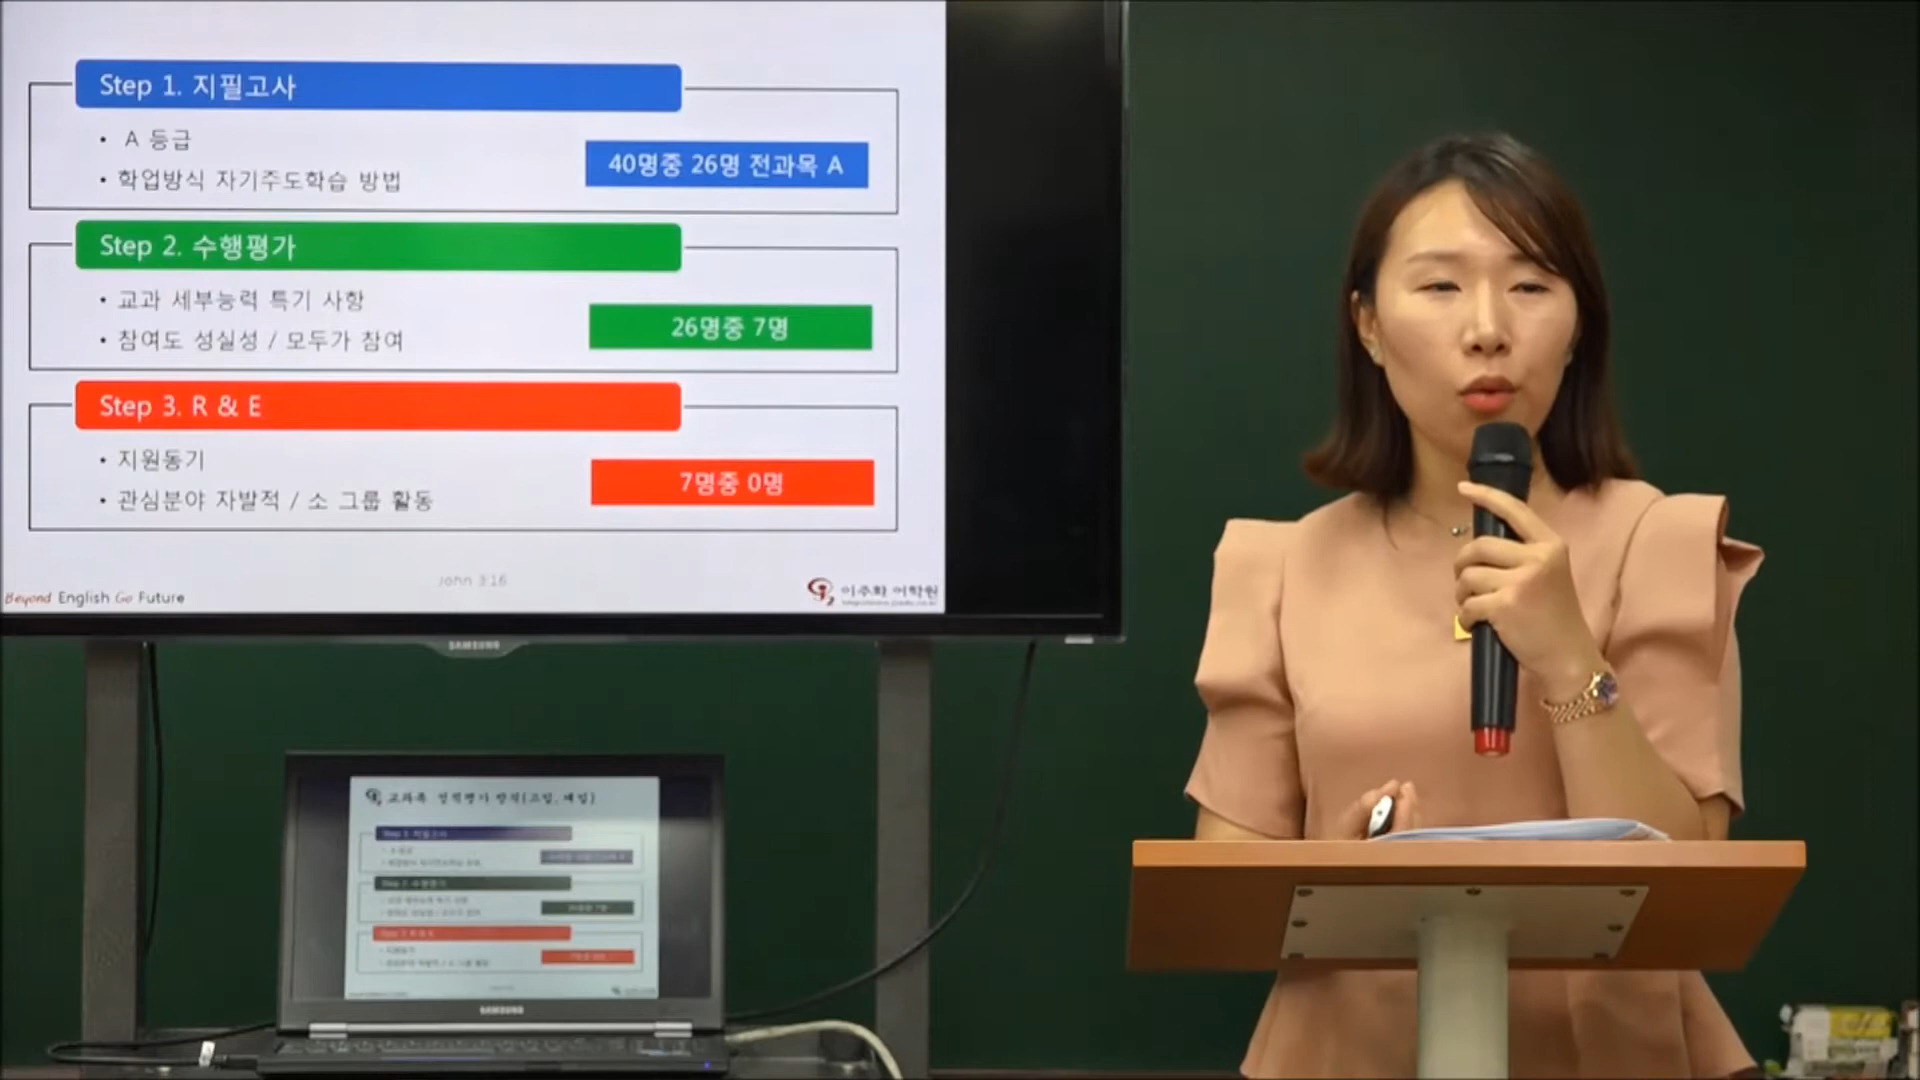 Step 1. 지필고사
• A 등급
• 학업방식 자기주도학습 방법
40명중 26명 전과목 A
Step 2. 수행평가
• 교과 세부능력 특기 사항
• 참여도 성실성 / 모두가 참여
26명중 7명
Step 3. R & E
• 지원동기
• 관심분야 자발적 / 소 그룹 활동
7명중 0명
John 3:16
Beyond English Go Future
이주화 어학원
SAMSUNG
SAMSUNG